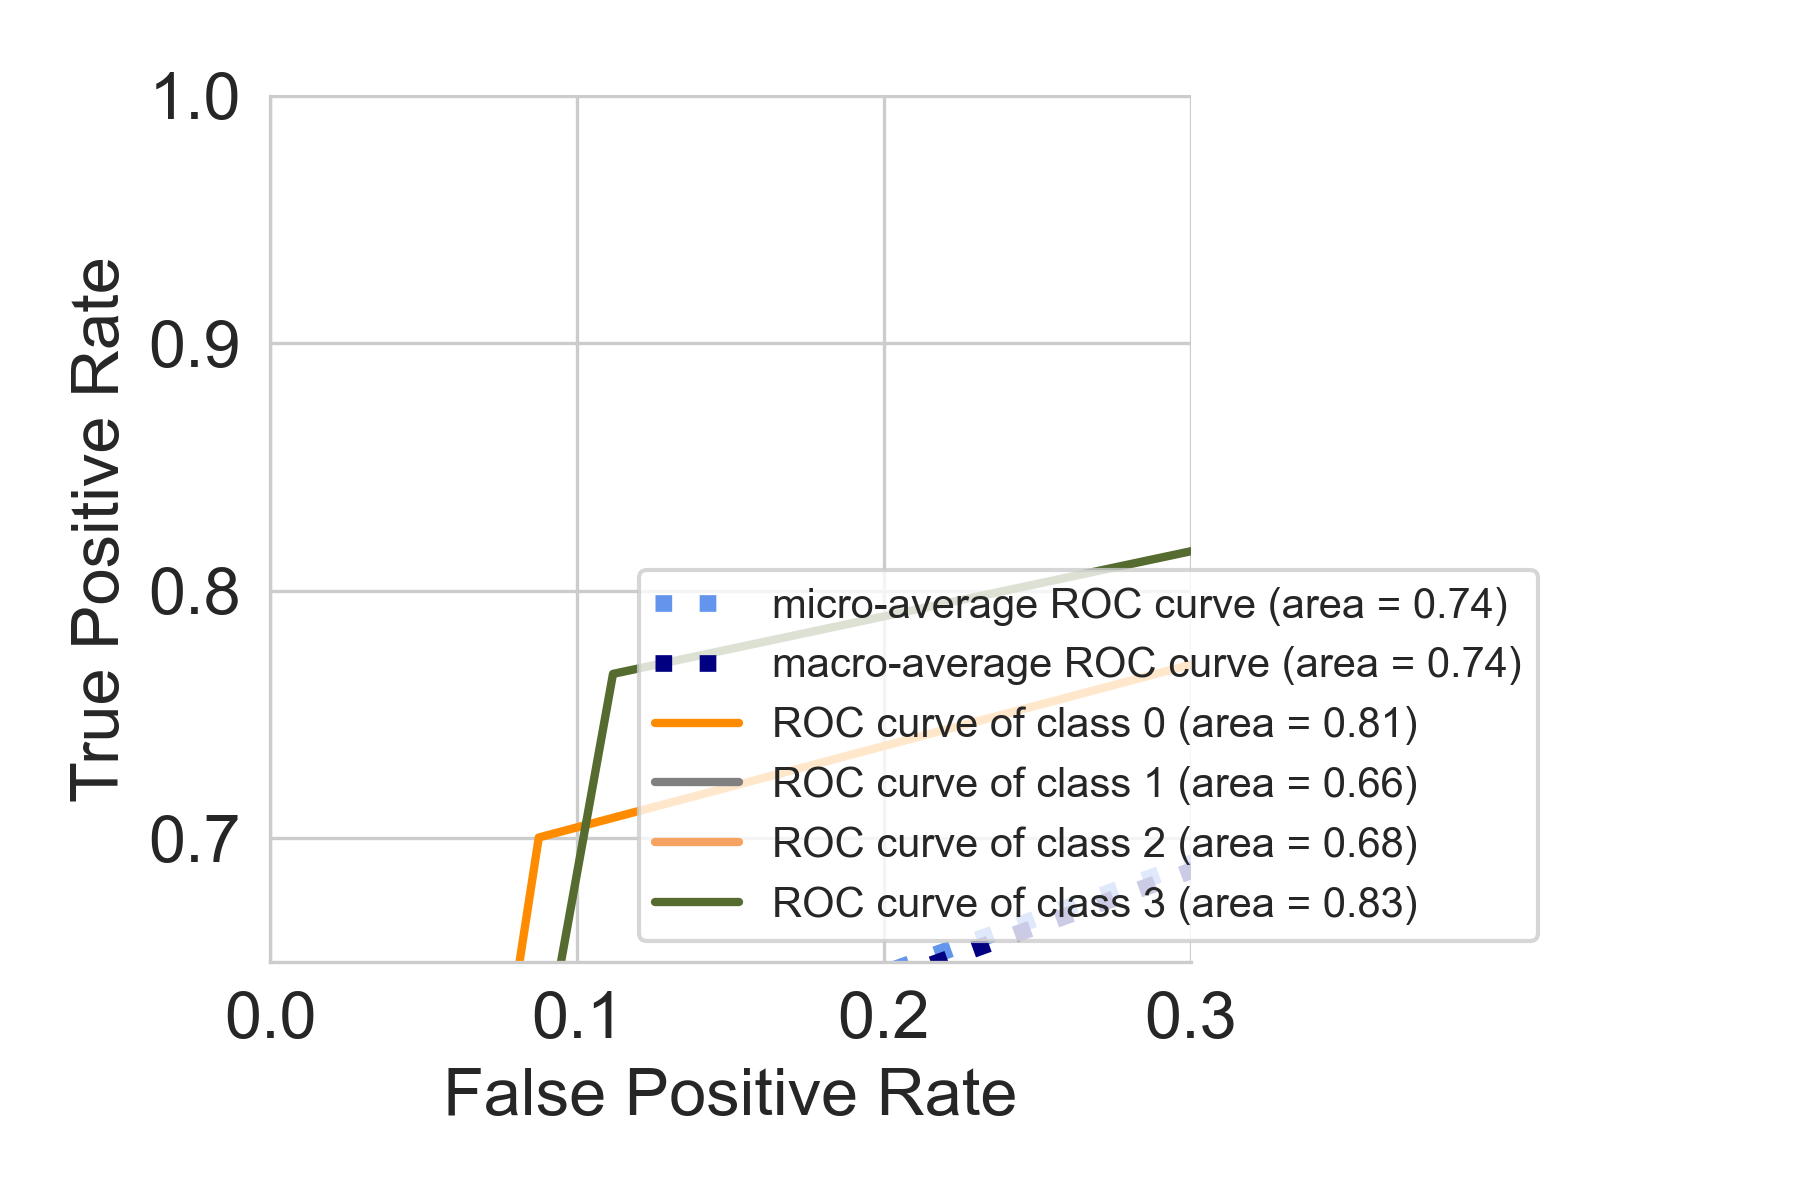 1.0
0.9
0.8
0.7
True Positive Rate
micro-average ROC curve (area = 0.74)
macro-average ROC curve (area = 0.74)
ROC curve of class 0 (area = 0.81)
ROC curve of class 1 (area = 0.66)
ROC curve of class 2 (area = 0.68)
ROC curve of class 3 (area = 0.83)
0.0 0.1 0.2 0.3
False Positive Rate